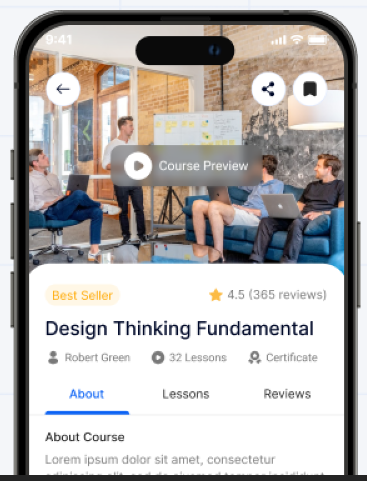 9:41
Course Preview
Best Seller
4.5 (365 reviews)
Design Thinking Fundamental
Robert Green 32 Lessons Certificate
About Lessons Reviews
About Course
Lorem ipsum dolor sit amet, consectetur